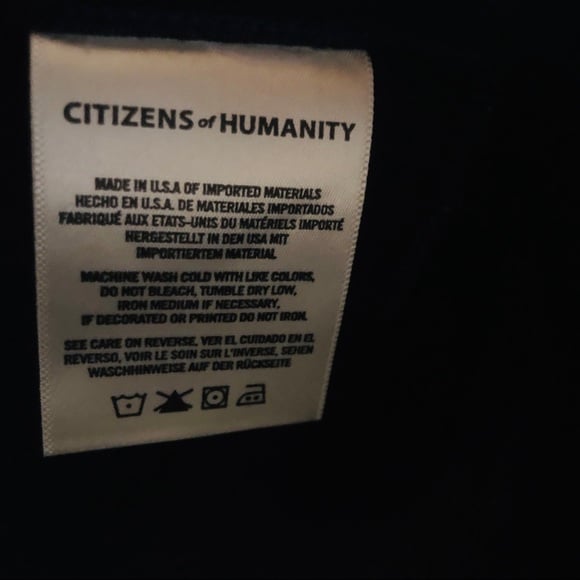 CITIZENS of HUMANITY
MADE IN U.S.A OF IMPORTED MATERIALS
HECHO EN U.S.A. DE MATERIALES IMPORTADOS
FABRIQUÉ AUX ETATS-UNIS DU MATÉRIELS IMPORTÉ
HERGESTELLT IN DEN USA MIT
IMPORTIERTEM MATERIAL
MACHINE WASH COLD WITH LIKE COLORS,
DO NOT BLEACH, TUMBLE DRY LOW,
IRON MEDIUM IF NECESSARY,
IF DECORATED OR PRINTED DO NOT IRON.
SEE CARE ON REVERSE, VER EL CUIDADO EN EL
REVERSO, VOIR LE SOIN SUR L'INVERSE, SEHEN
WASCHHINWEISE AUF DER RÜCKSEITE